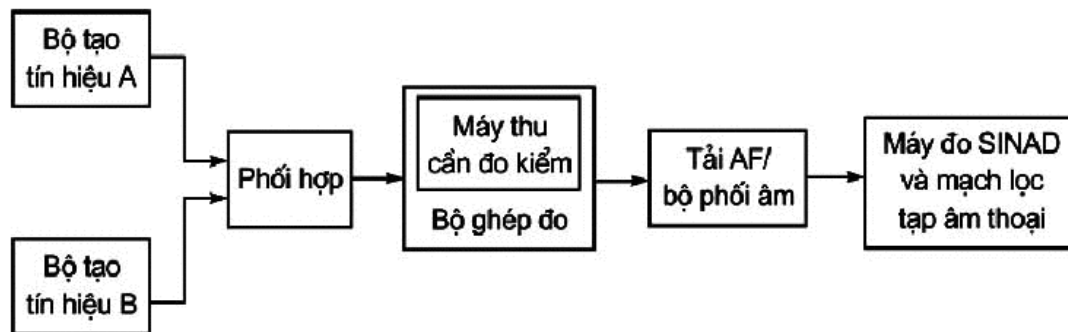 Bộ tạo
tín hiệu A
Bộ tạo
tín hiệu B
Phối hợp
Máy thu
cần đo kiểm
Bộ ghép đo
Tải AF/
bộ phối âm
Máy đo SINAD
và mạch lọc
tạp âm thoại